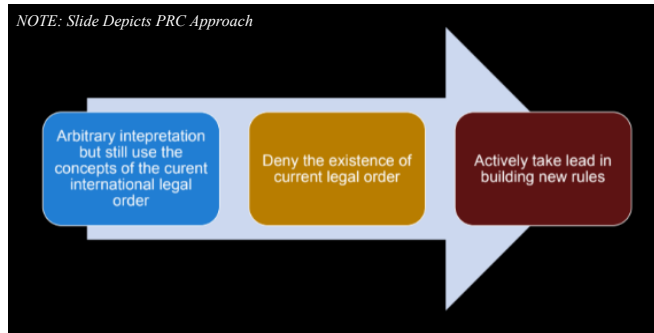 NOTE: Slide Depicts PRC Approach
Arbitrary intepretation
but still use the
concepts of the curent
international legal
order
Deny the existence of
current legal order
Actively take lead in
building new rules